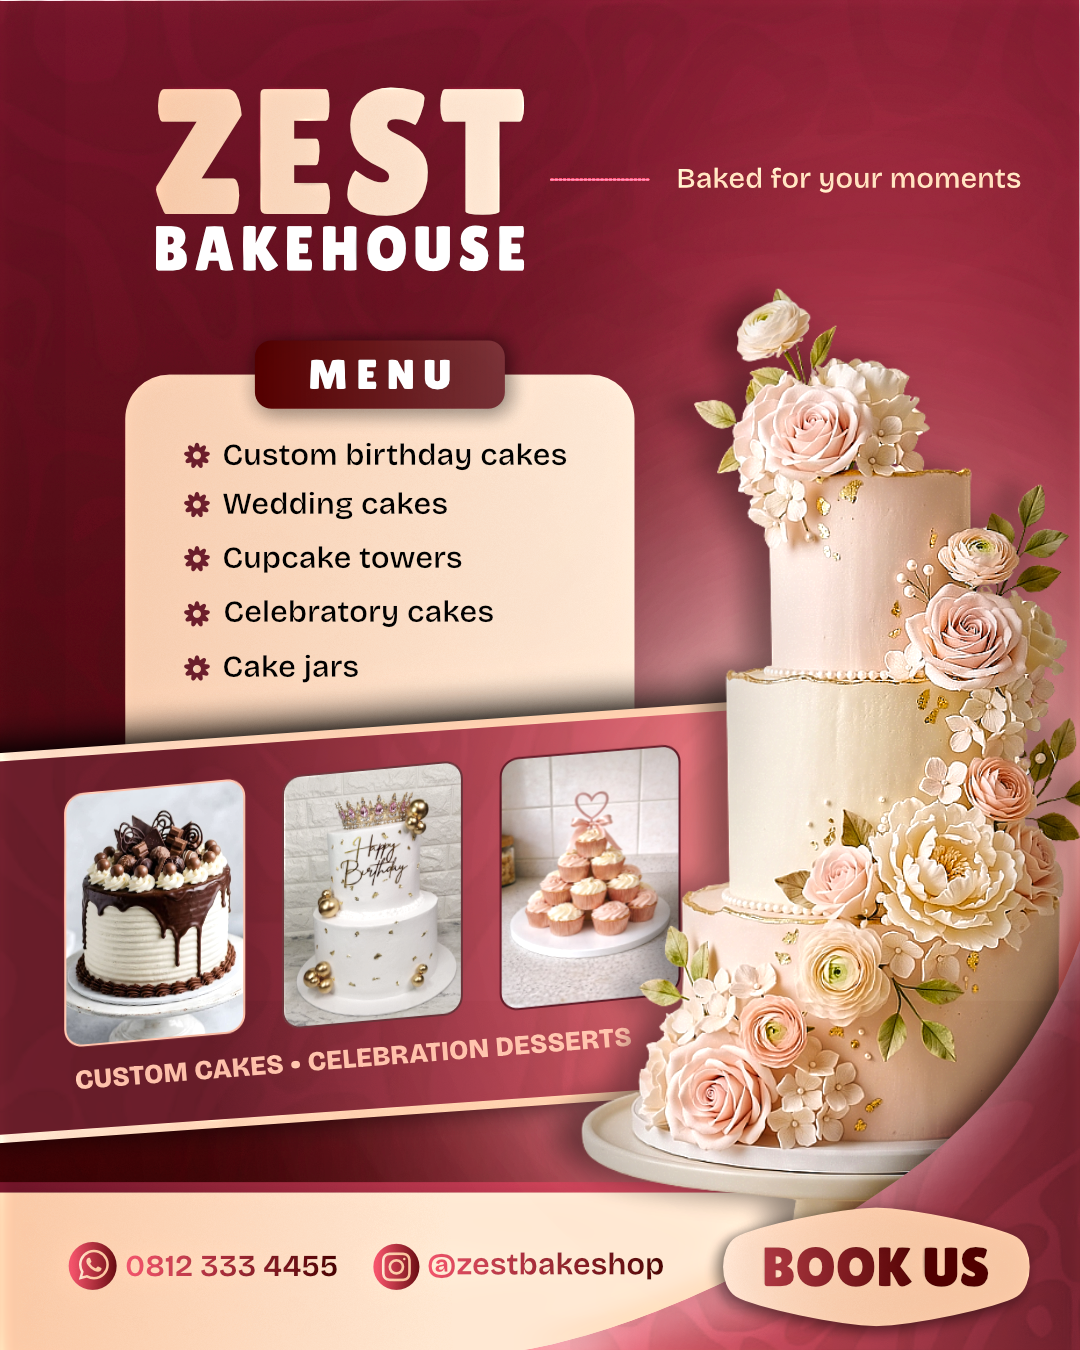 ZEST
BAKEHOUSE
Baked for your moments
MENU
Custom birthday cakes
Wedding cakes
Cupcake towers
Celebratory cakes
Cake jars
Happy
Birthday
CUSTOM CAKES • CELEBRATION DESSERTS
0812 333 4455
@zestbakeshop
BOOK US